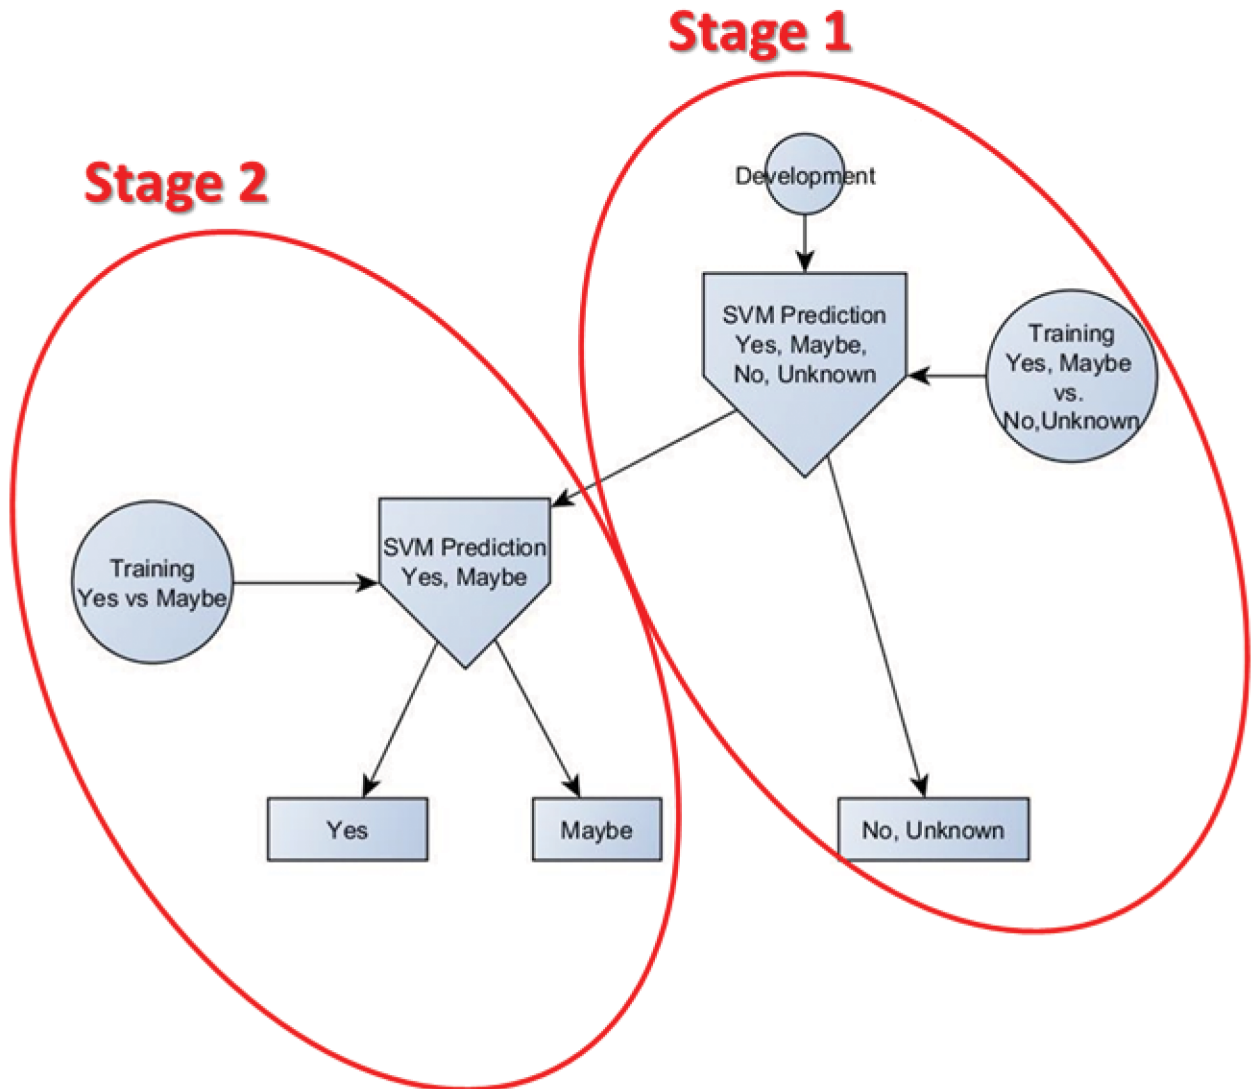 Stage 1
Stage 2
Development
SVM Prediction
Yes, Maybe,
No, Unknown
Training
Yes, Maybe
vs.
No,Unknown
SVM Prediction
Yes, Maybe
Training
Yes vs Maybe
Yes
Maybe
No, Unknown